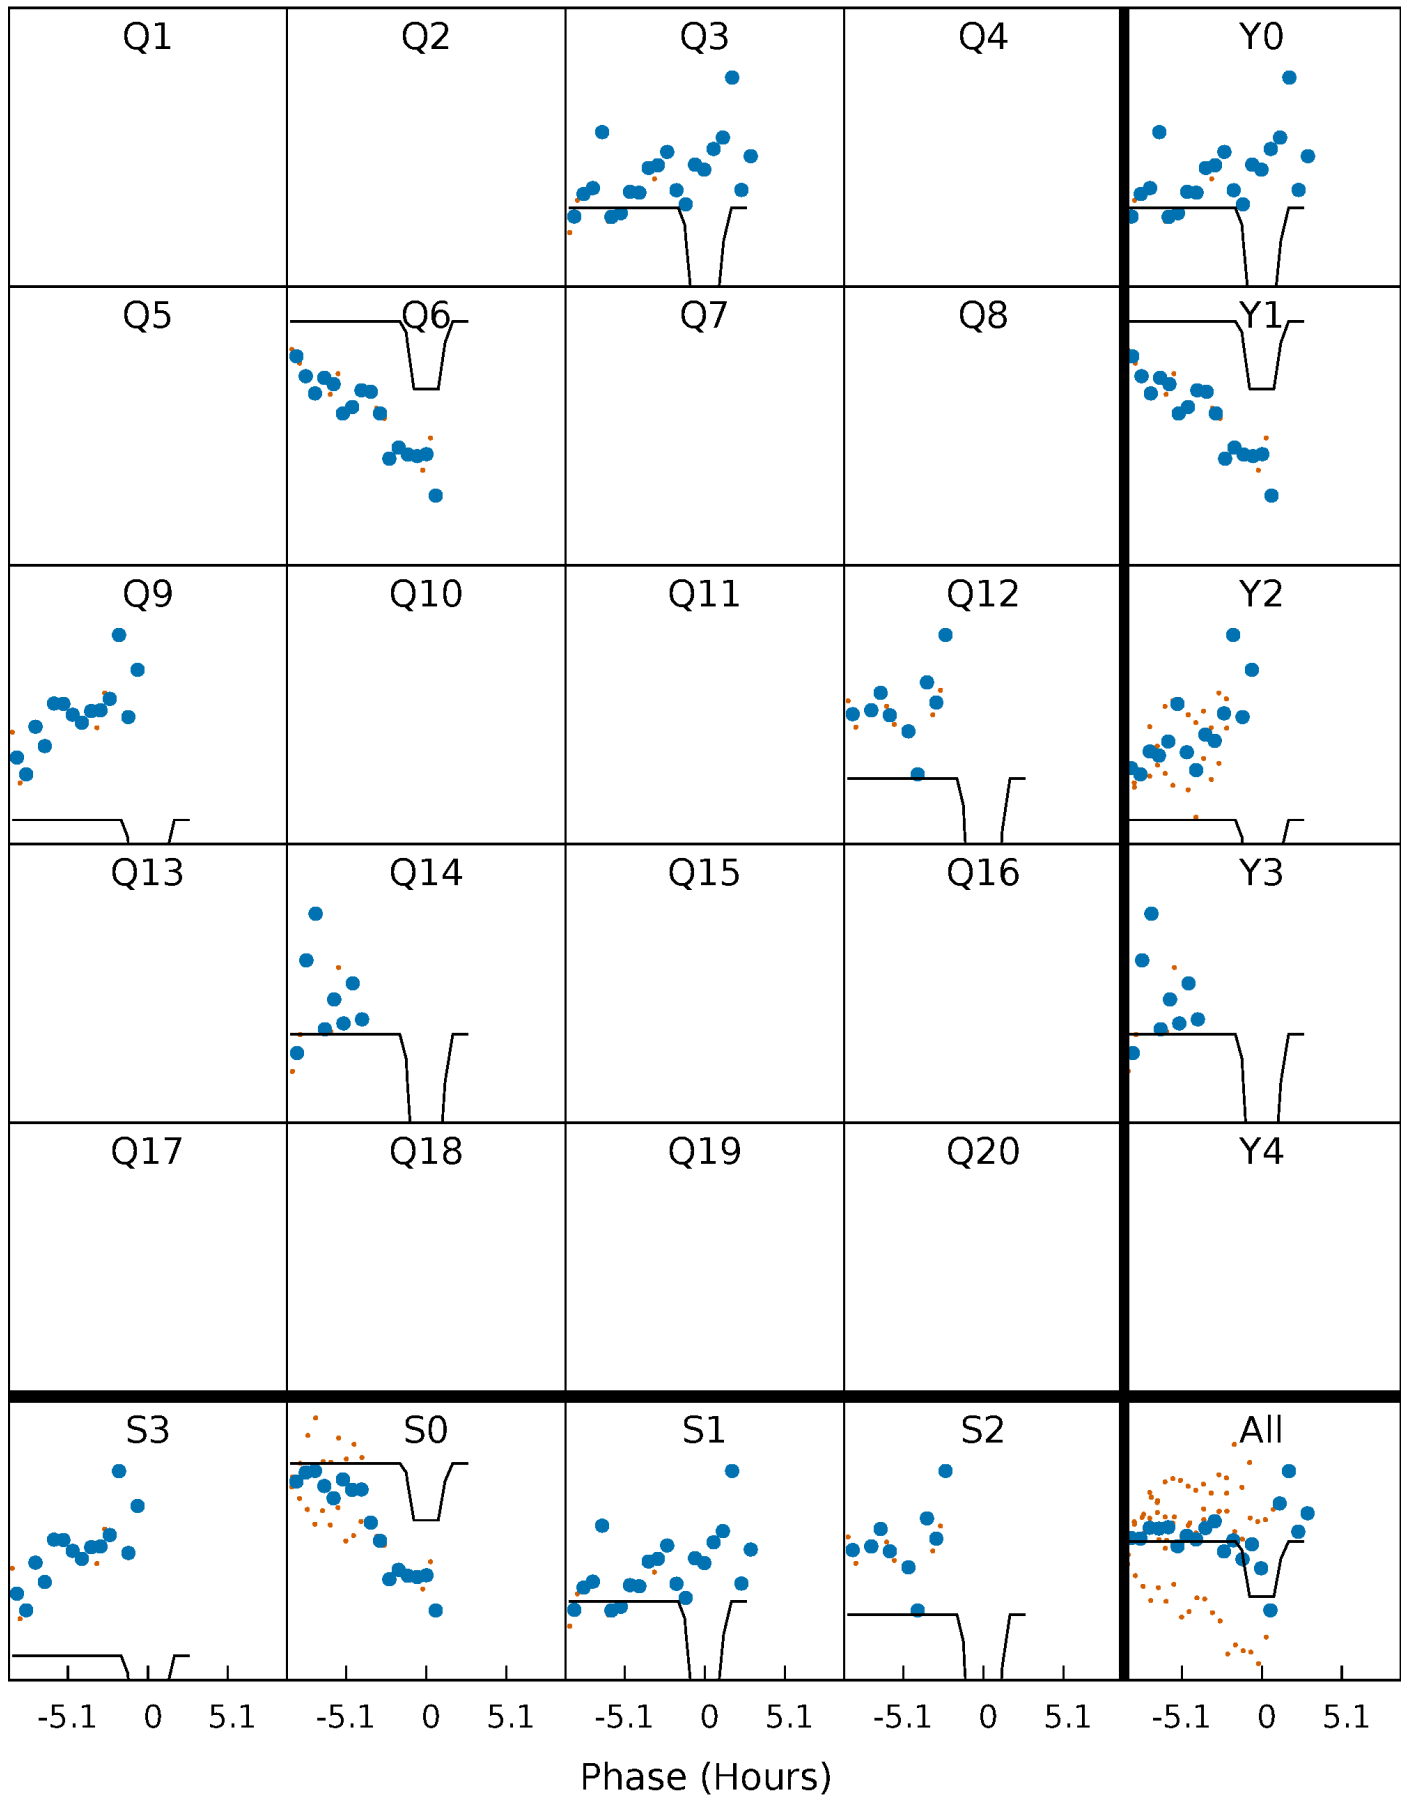 Q1 Q2 Q3 Q4 Y0
Q5 Q6 Q7 Q8 Y1
Q9 Q10 Q11 Q12 Y2
Q13 Q14 Q15 Q16 Y3
Q17 Q18 Q19 Q20 Y4
S3 S0 S1 S2 All
-5.1 0 5.1 -5.1 0 5.1 -5.1 0 5.1 -5.1 0 5.1 -5.1 0 5.1
Phase (Hours)